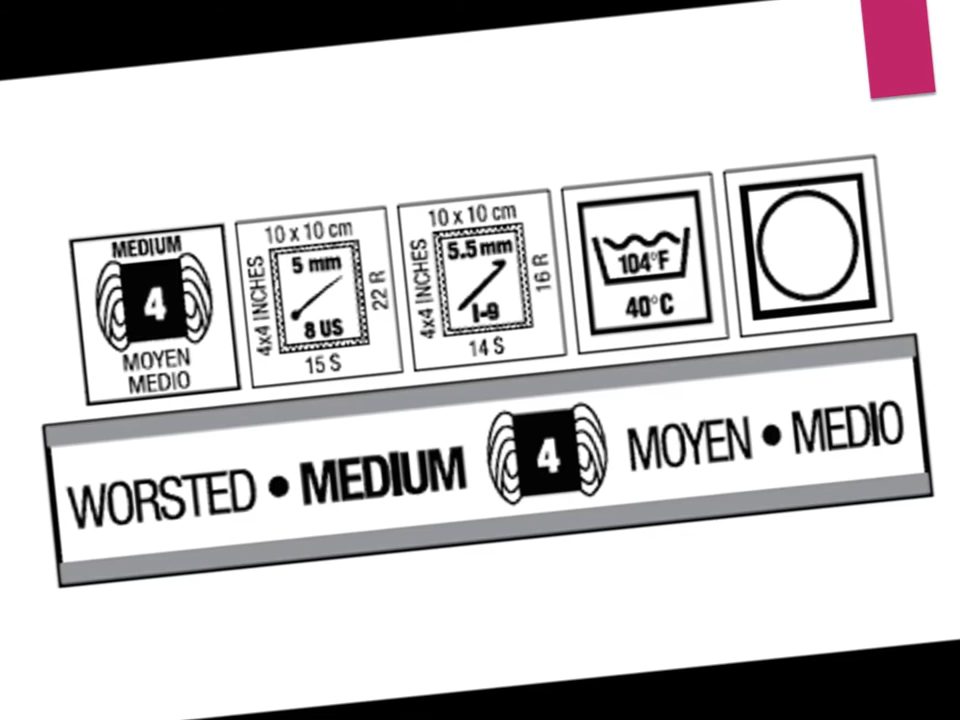 MEDIUM
4
MOYEN
MEDIO
10 x 10 cm
4x4 INCHES
5 mm
8 US
22 R
15 S
10 x 10 cm
4x4 INCHES
5.5 mm
I-9
16 R
14 S
104°F
40°C
WORSTED • MEDIUM 4 MOYEN • MEDIO